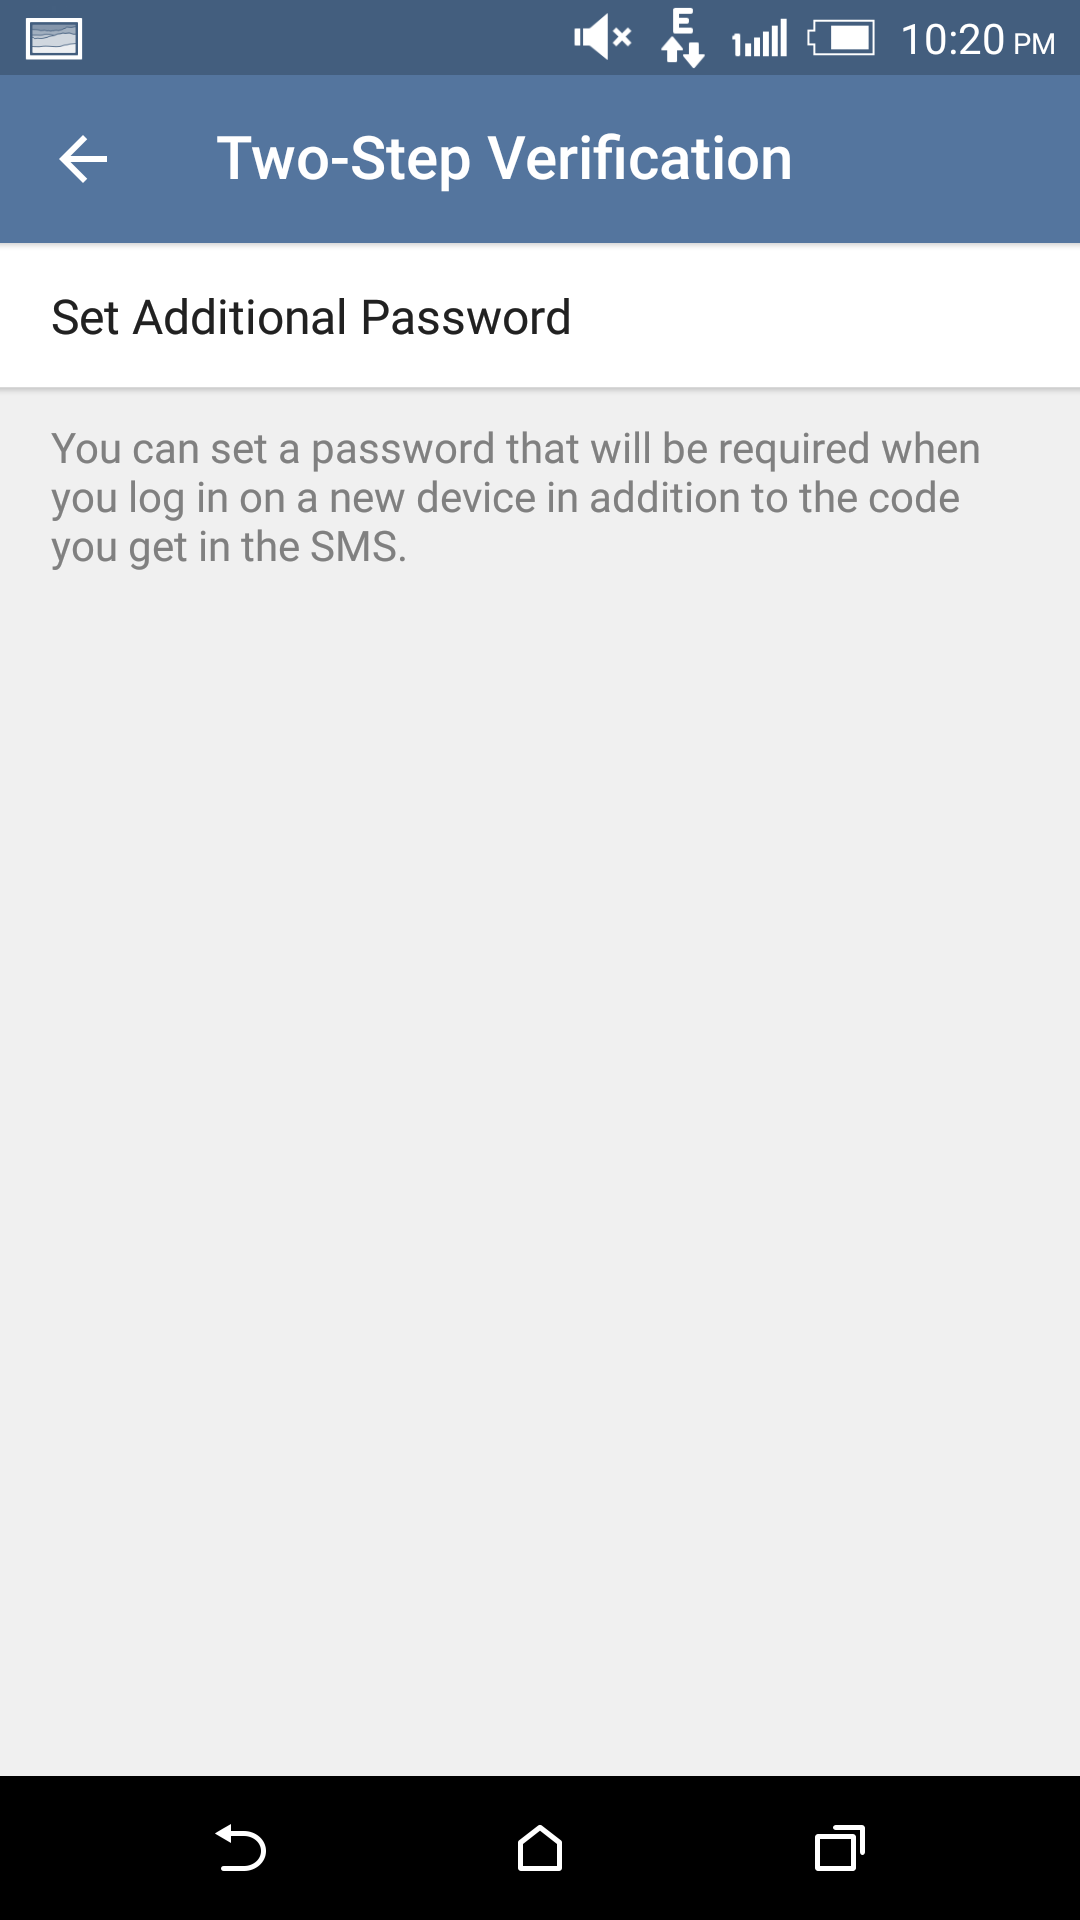 E
1
10:20 PM
Two-Step Verification
Set Additional Password
You can set a password that will be required when
you log in on a new device in addition to the code
you get in the SMS.